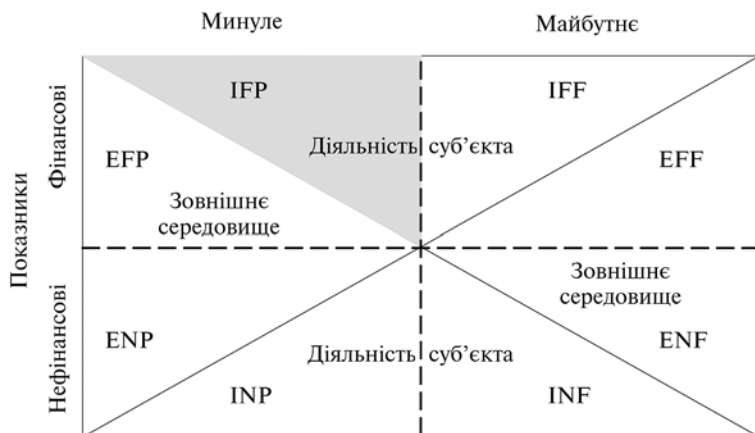 Минуле
Майбутнє
Показники
Фінансові
Нефінансові
IFP
IFF
EFP
Діяльність суб’єкта
EFF
Зовнішнє
середовище
Зовнішнє
середовище
ENP
Діяльність суб’єкта
ENF
INP
INF